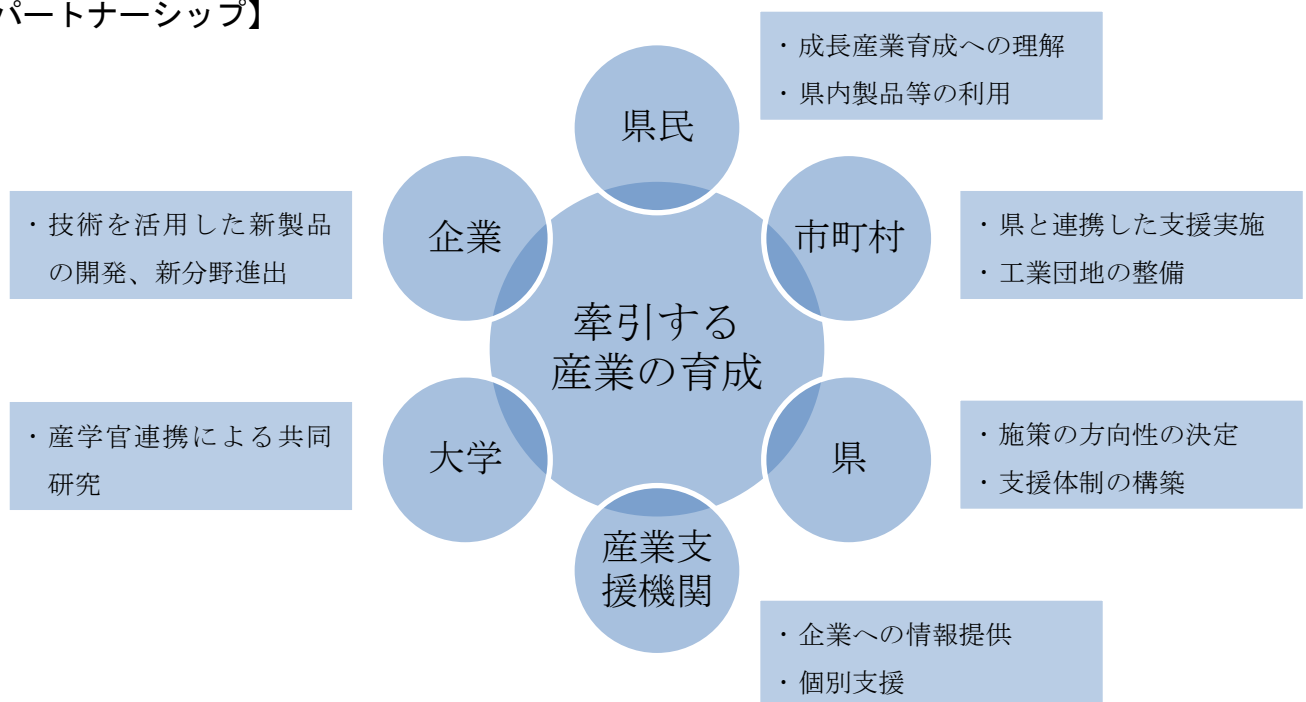 パートナーシップ】
・成長産業育成への理解
・県内製品等の利用
県民
企業
市町村
・技術を活用した新製品
の開発、新分野進出
・県と連携した支援実施
・工業団地の整備
牽引する
産業の育成
大学
県
・産学官連携による共同
研究
・施策の方向性の決定
・支援体制の構築
産業支
援機関
・企業への情報提供
・個別支援